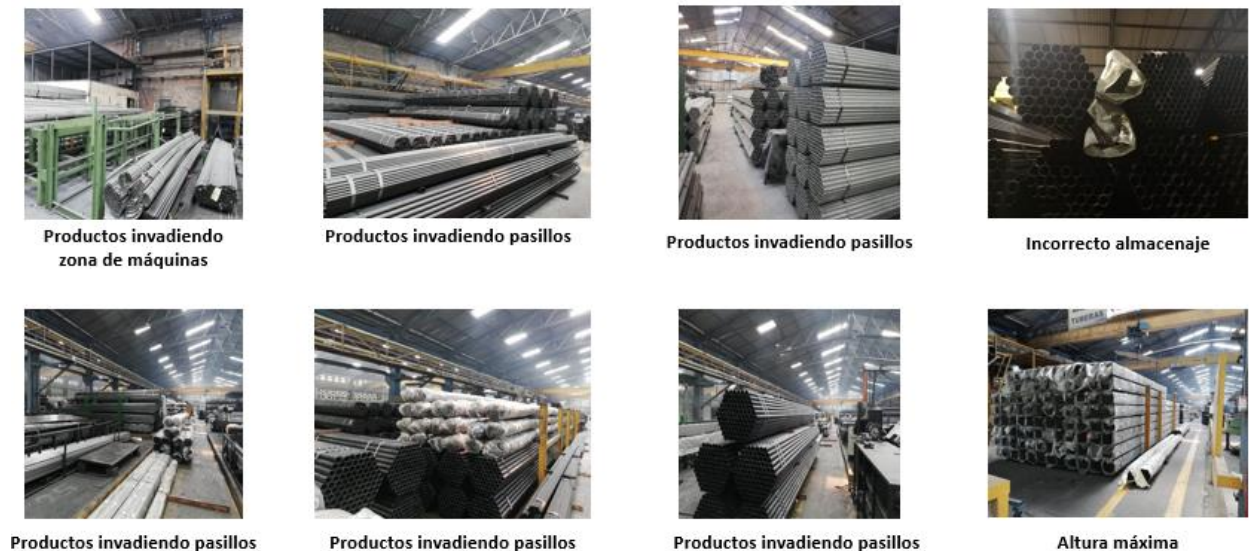 Productos invadiendo
zona de máquinas
Productos invadiendo pasillos
Productos invadiendo pasillos
Incorrecto almacenaje
TUBERAS
Productos invadiendo pasillos
Productos invadiendo pasillos
Productos invadiendo pasillos
Altura máxima